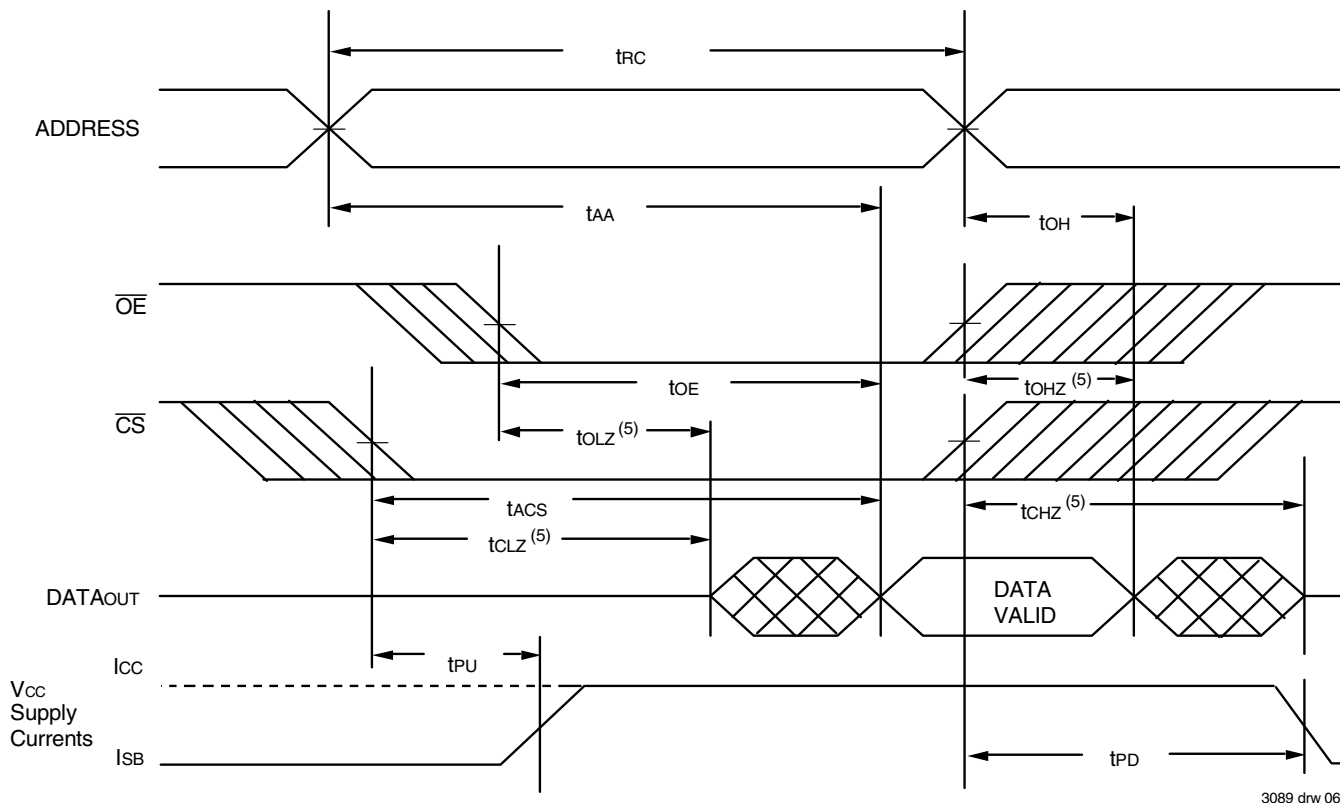 tRC
ADDRESS
tAA
tOH
OE
tOE
tOHZ (5)
CS
tOLZ (5)
tACS
tCHZ (5)
tCLZ (5)
DATAOUT
DATA
VALID
ICC
tPU
VCC
Supply
Currents
ISB
tPD
3089 drw 06